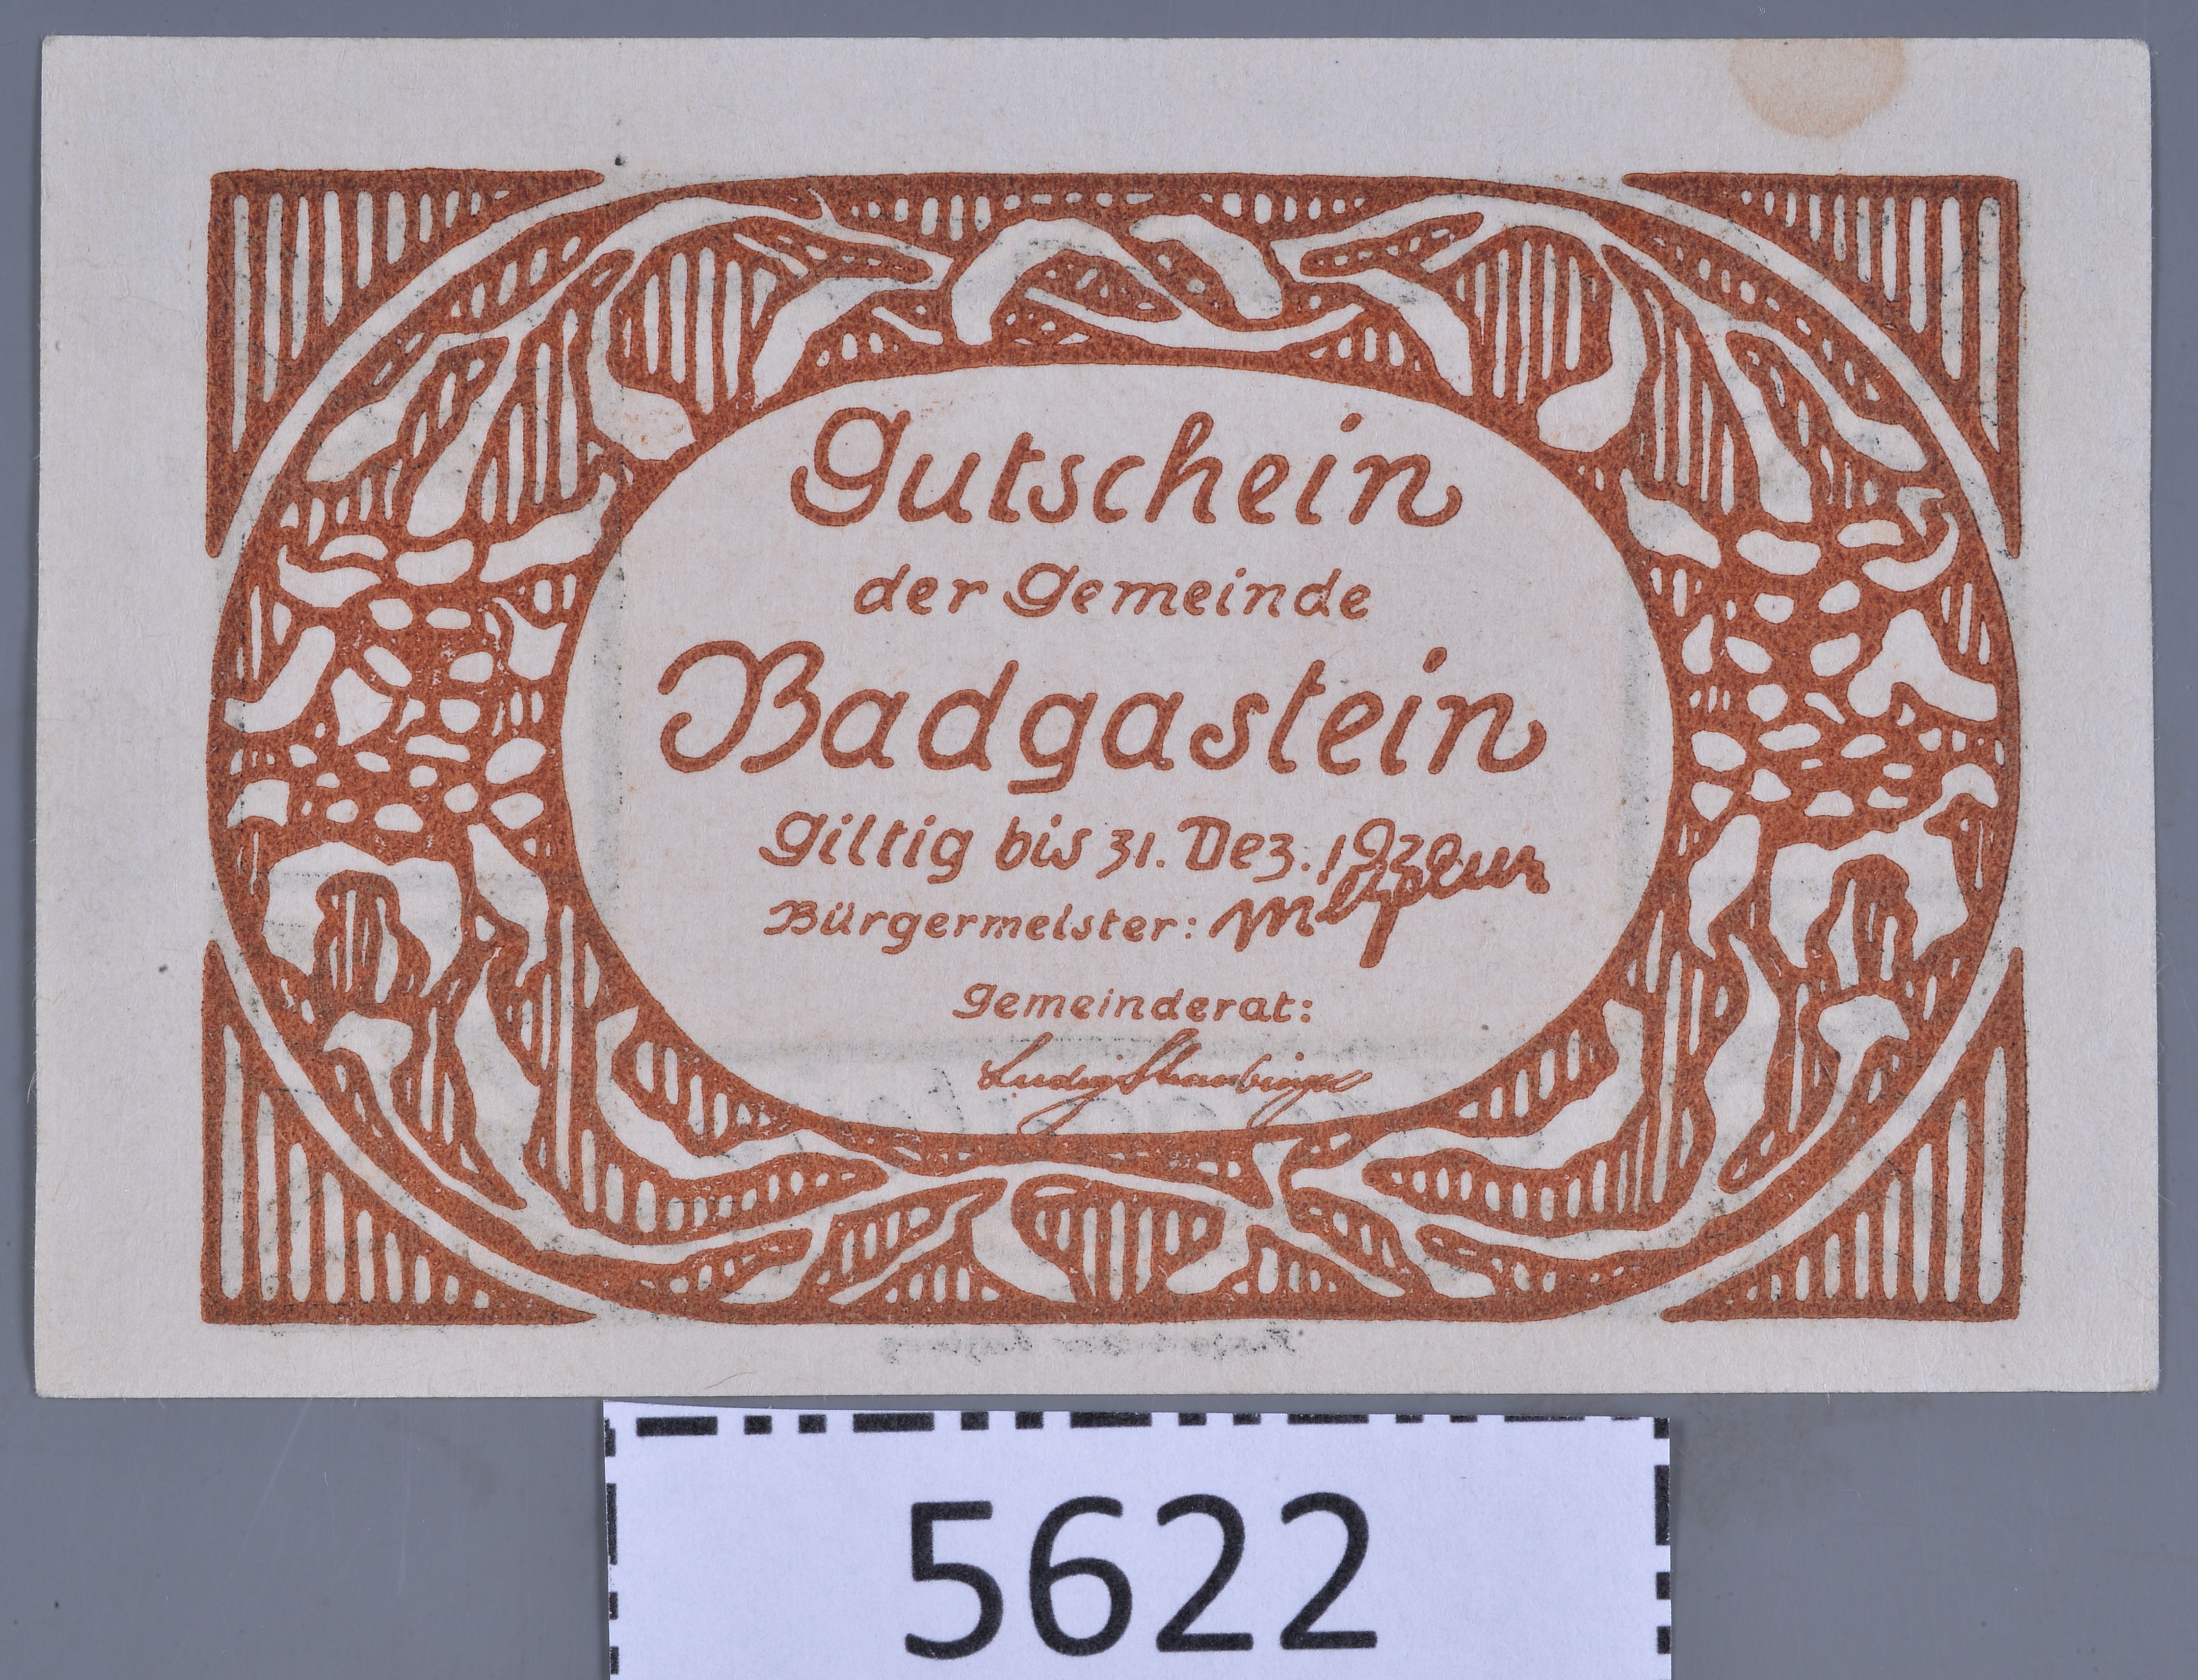 Gutschein
der Gemeinde
Badgastein
Giltig bis 31. Dez. 1920
Bürgermeister:
Gemeinderat:
5622